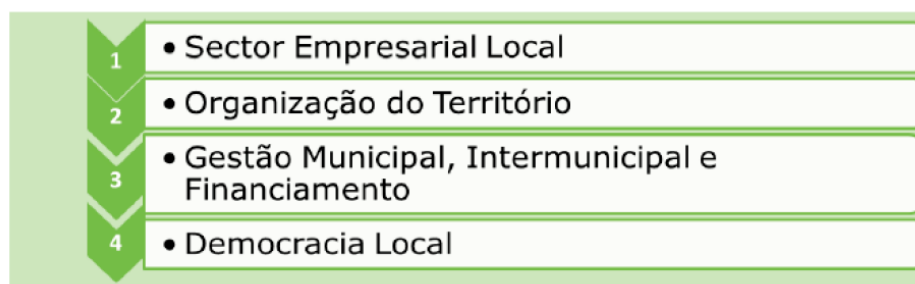 1
• Sector Empresarial Local
2
• Organização do Território
3
• Gestão Municipal, Intermunicipal e
Financiamento
4
• Democracia Local